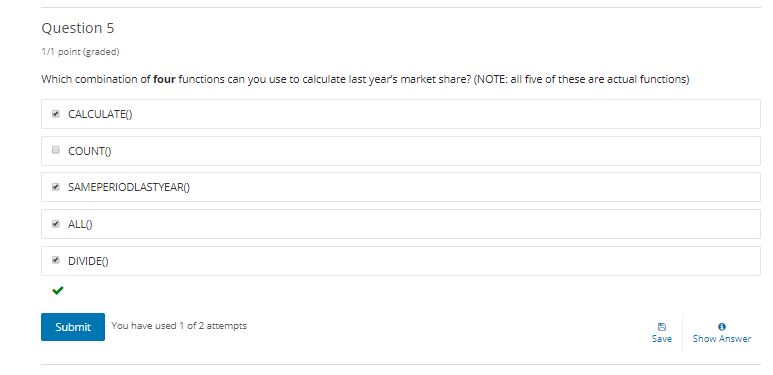 Question 5
1/1 point (graded)
Which combination of four functions can you use to calculate last year's market share? (NOTE: all five of these are actual functions)
CALCULATE()
COUNT()
SAMEPERIODLASTYEAR()
ALL()
DIVIDE()
Submit
You have used 1 of 2 attempts
Save
Show Answer